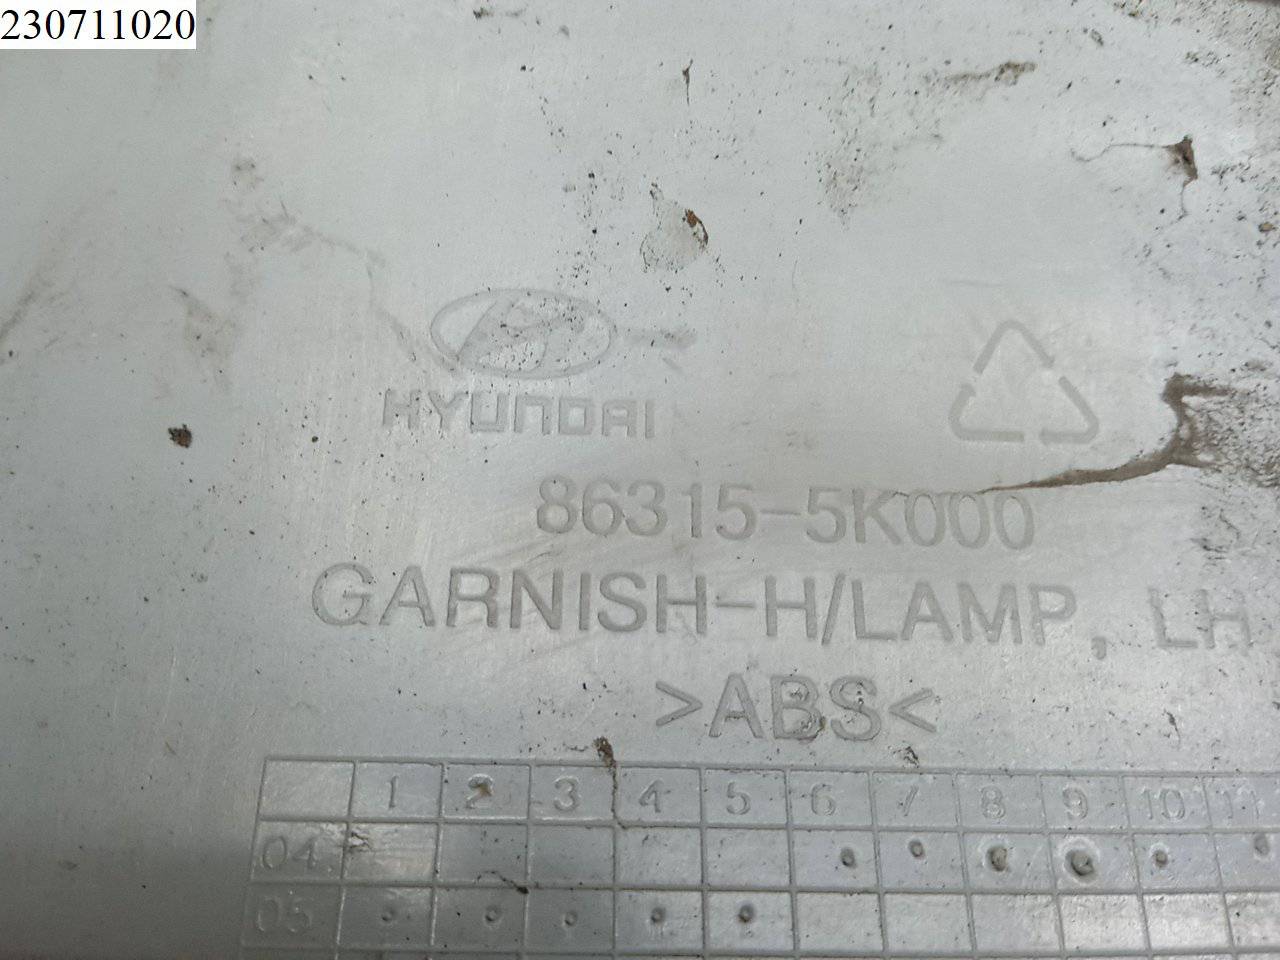 230711020
HYUNDAI
86315-5K000
GARNISH-H/LAMP, LH
>ABS<
1 2 3 4 5 6 7 8 9 10 11
04
05